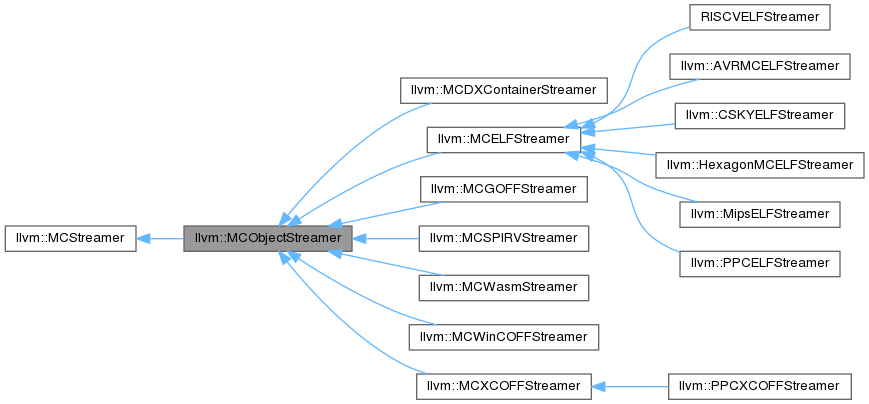 RISCVELFStreamer
llvm::AVRMCELFStreamer
llvm::MCDXContainerStreamer
llvm::CSKYELFStreamer
llvm::MCELFStreamer
llvm::HexagonMCELFStreamer
llvm::MCGOFFStreamer
llvm::MipsELFStreamer
llvm::MCStreamer
llvm::MCObjectStreamer
llvm::MCSPIRVStreamer
llvm::PPCELFStreamer
llvm::MCWasmStreamer
llvm::MCWinCOFFStreamer
llvm::MCXCOFFStreamer
llvm::PPCXCOFFStreamer